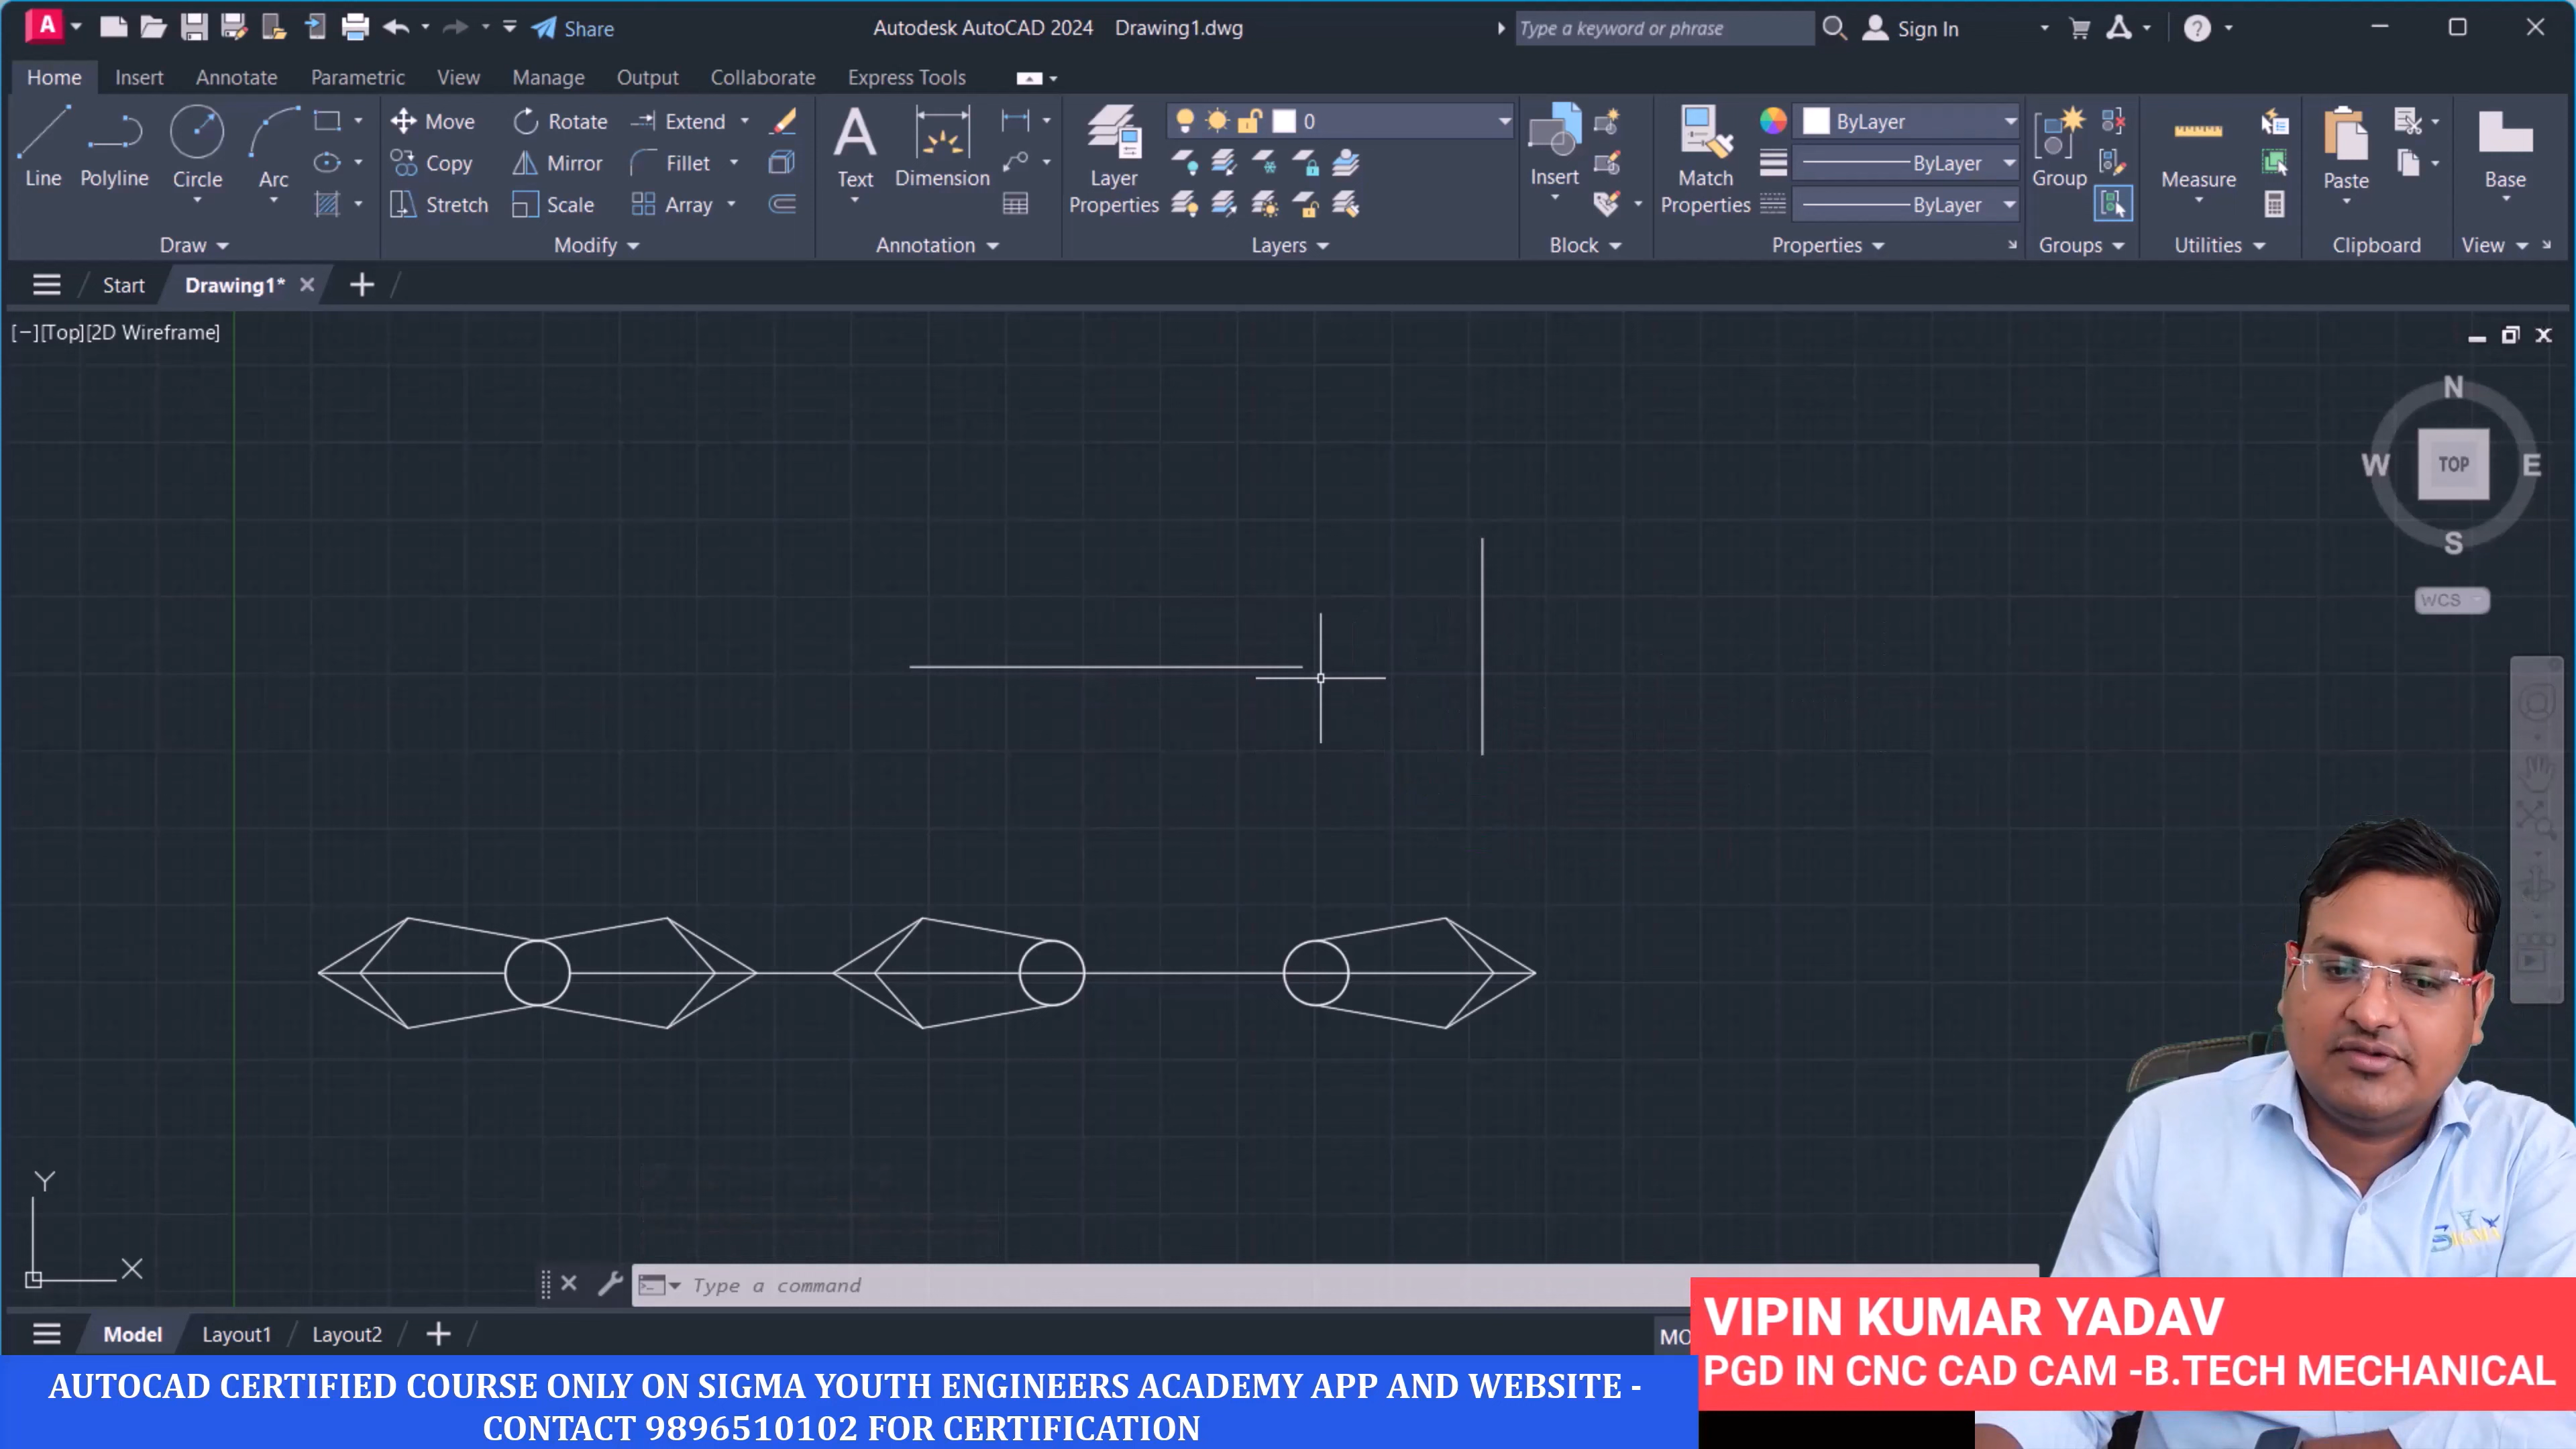 Share
Autodesk AutoCAD 2024 Drawing1.dwg
Type a keyword or phrase
Sign In
Home Insert Annotate Parametric View Manage Output Collaborate Express Tools
Line Polyline Circle Arc
Move Rotate Extend
Copy Mirror Fillet
Stretch Scale Array
Text Dimension
Layer Properties
0
Insert
Match Properties
ByLayer
ByLayer
ByLayer
Group
Measure
Paste
Base
Draw Modify Annotation Layers Block Properties Groups Utilities Clipboard View
Start Drawing1*
[−][Top][2D Wireframe]
N
W TOP E
S
WCS
Y
X
Type a command
Model Layout1 Layout2
VIPIN KUMAR YADAV
PGD IN CNC CAD CAM -B.TECH MECHANICAL
AUTOCAD CERTIFIED COURSE ONLY ON SIGMA YOUTH ENGINEERS ACADEMY APP AND WEBSITE -
CONTACT 9896510102 FOR CERTIFICATION